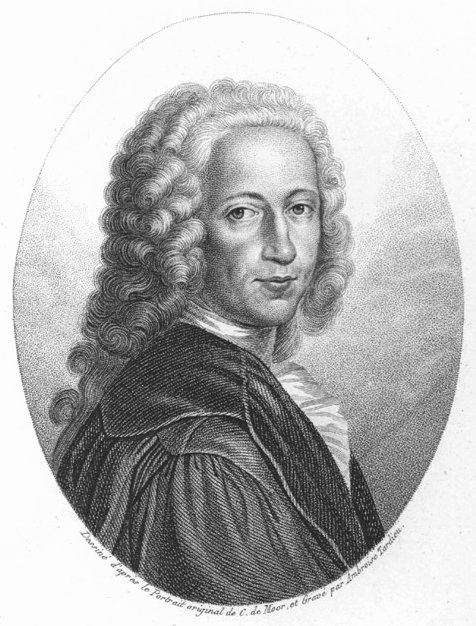 Dessiné d'après le Portrait original de C. de Moor, et Gravé par Ambroise Tardieu.